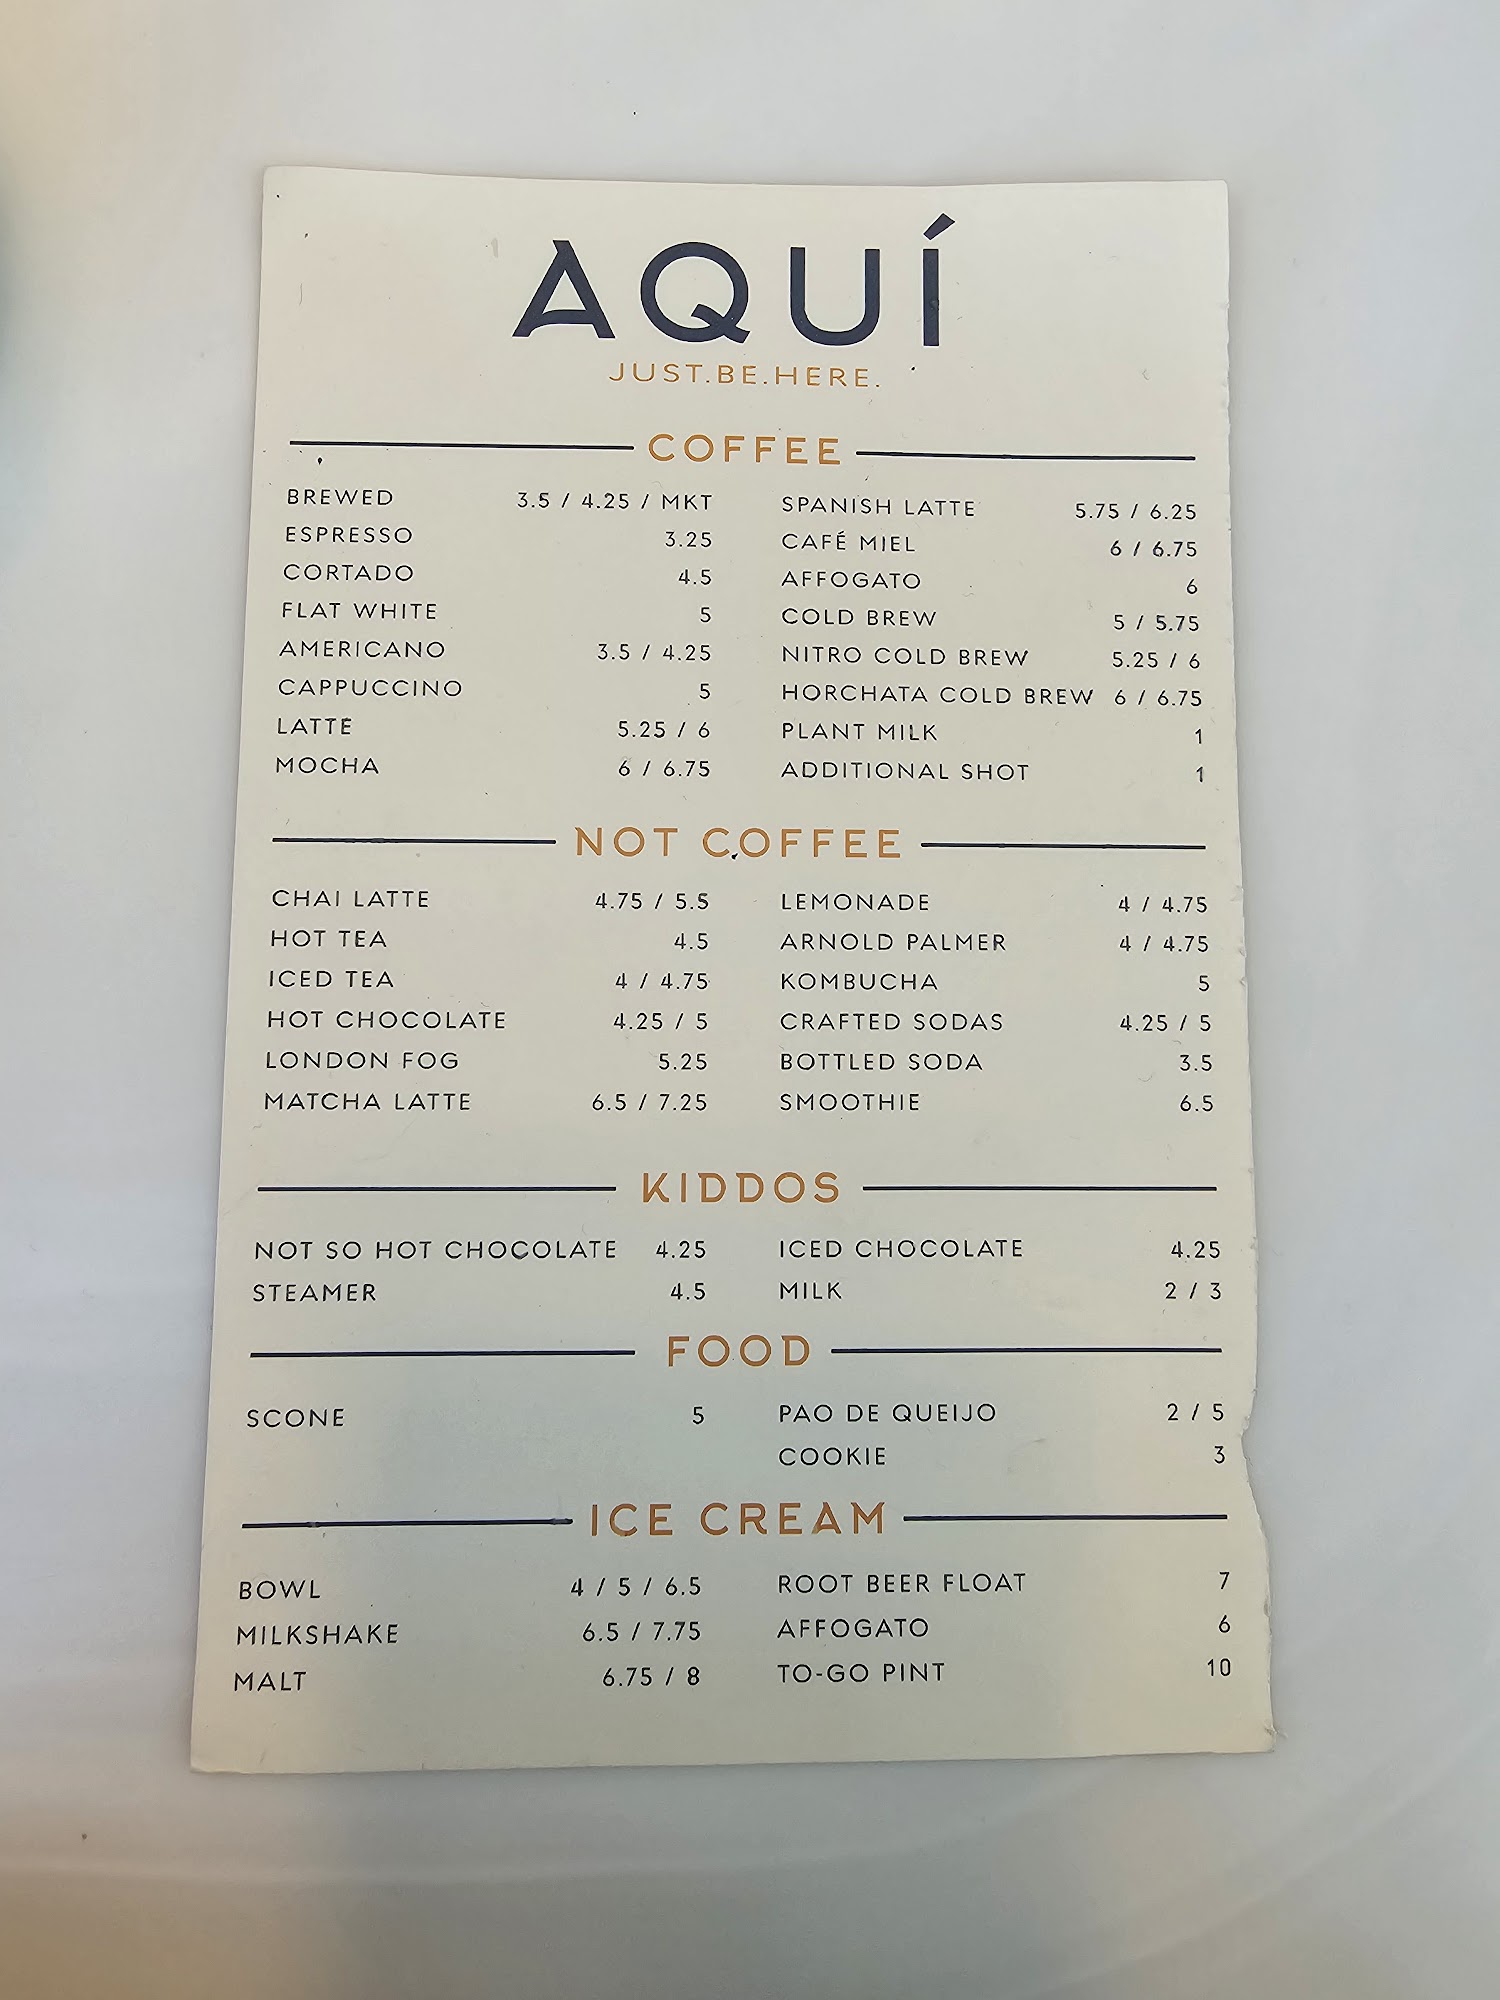 AQUÍ
JUST.BE.HERE.
COFFEE
BREWED 3.5 / 4.25 / MKT
ESPRESSO 3.25
CORTADO 4.5
FLAT WHITE 5
AMERICANO 3.5 / 4.25
CAPPUCCINO 5
LATTE 5.25 / 6
MOCHA 6 / 6.75
SPANISH LATTE 5.75 / 6.25
CAFÉ MIEL 6 / 6.75
AFFOGATO 6
COLD BREW 5 / 5.75
NITRO COLD BREW 5.25 / 6
HORCHATA COLD BREW 6 / 6.75
PLANT MILK 1
ADDITIONAL SHOT 1
NOT COFFEE
CHAI LATTE 4.75 / 5.5
HOT TEA 4.5
ICED TEA 4 / 4.75
HOT CHOCOLATE 4.25 / 5
LONDON FOG 5.25
MATCHA LATTE 6.5 / 7.25
LEMONADE 4 / 4.75
ARNOLD PALMER 4 / 4.75
KOMBUCHA 5
CRAFTED SODAS 4.25 / 5
BOTTLED SODA 3.5
SMOOTHIE 6.5
KIDDOS
NOT SO HOT CHOCOLATE 4.25
STEAMER 4.5
ICED CHOCOLATE 4.25
MILK 2 / 3
FOOD
SCONE 5
PAO DE QUEIJO 2 / 5
COOKIE 3
ICE CREAM
BOWL 4 / 5 / 6.5
MILKSHAKE 6.5 / 7.75
MALT 6.75 / 8
ROOT BEER FLOAT 7
AFFOGATO 6
TO-GO PINT 10